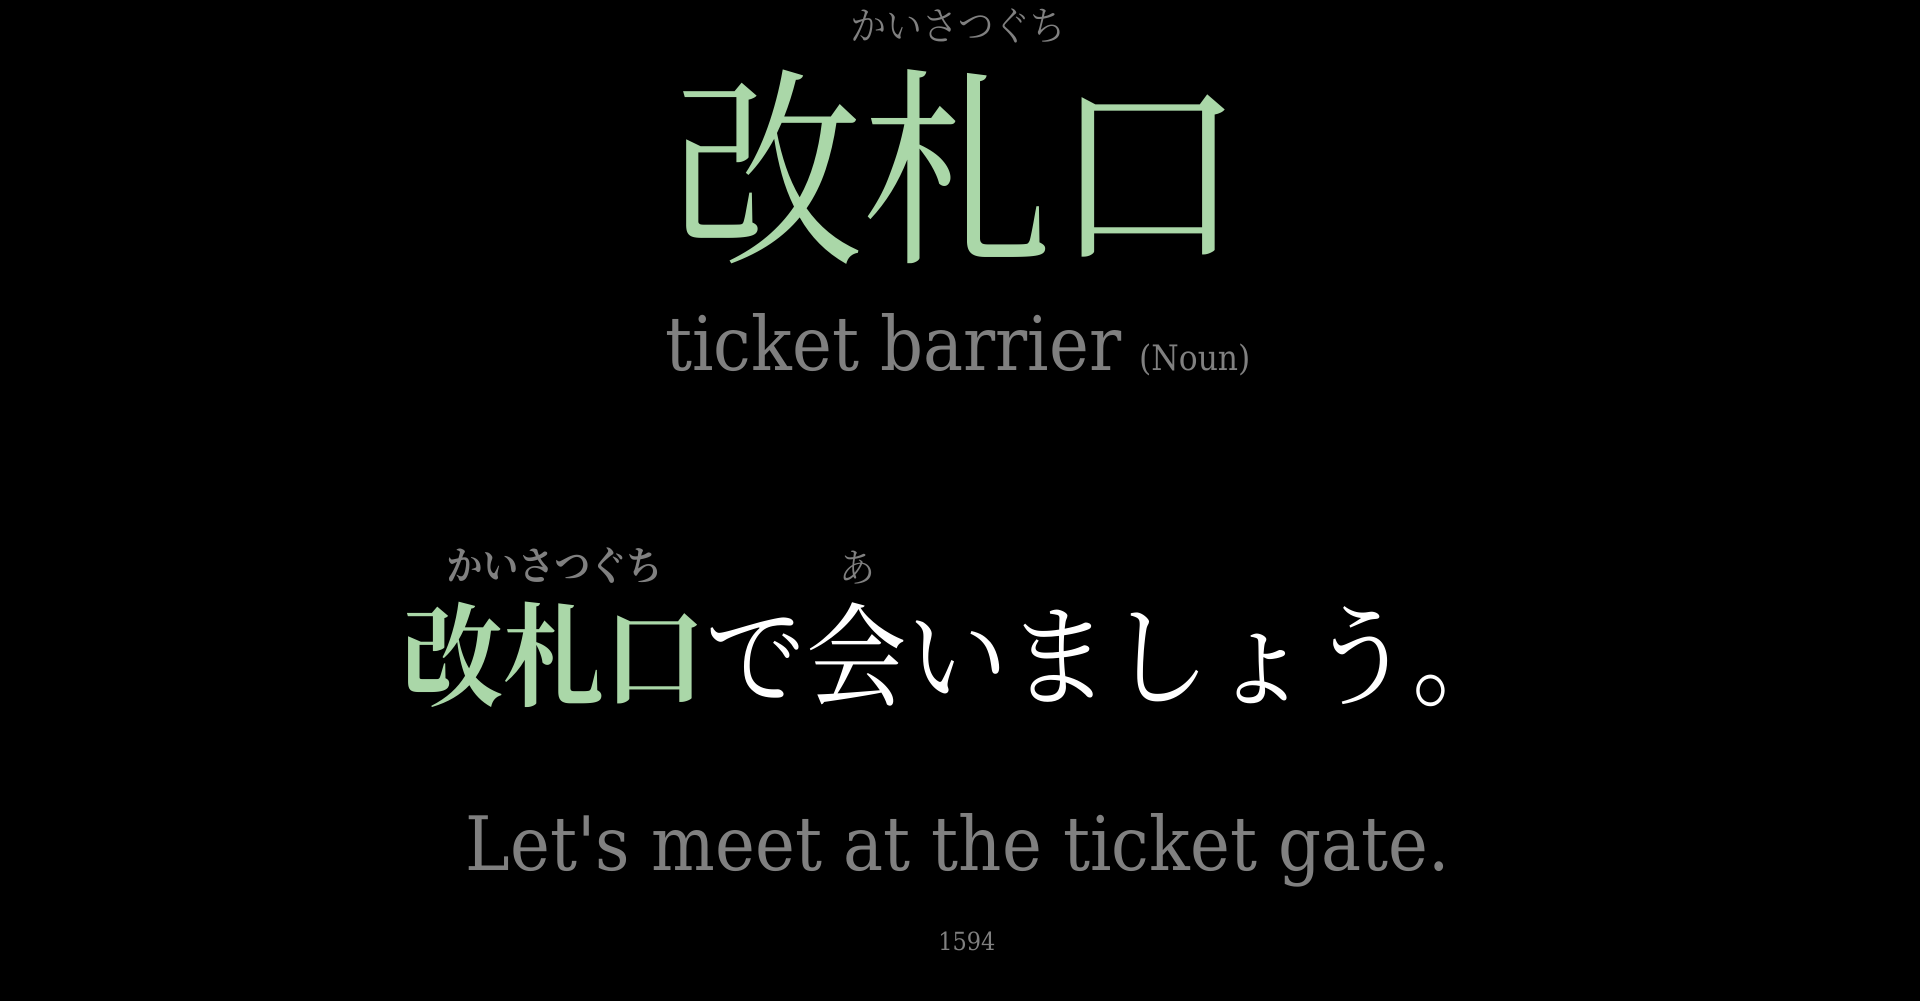 かいさつぐち
改札口
ticket barrier (Noun)
かいさつぐち あ
改札口で会いましょう。
Let's meet at the ticket gate.
1594